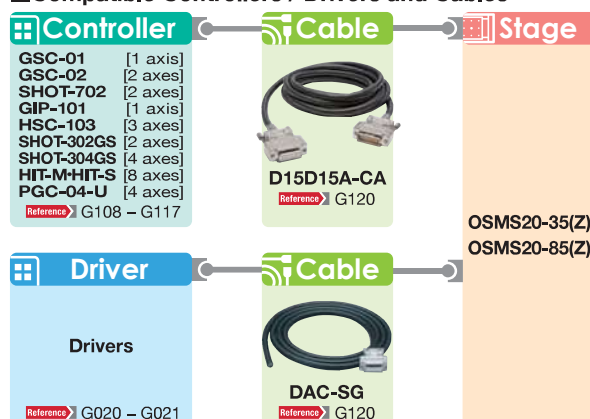 Compatible Controllers / Drivers and Cables
Controller
GSC-01 [1 axis]
GSC-02 [2 axes]
SHOT-702 [2 axes]
GIP-101 [1 axis]
HSC-103 [3 axes]
SHOT-302GS [2 axes]
SHOT-304GS [4 axes]
HIT-M•HIT-S [8 axes]
PGC-04-U [4 axes]
Reference G108 – G117
Cable
D15D15A-CA
Reference G120
Stage
OSMS20-35(Z)
OSMS20-85(Z)
Driver
Drivers
Reference G020 – G021
Cable
DAC-SG
Reference G120